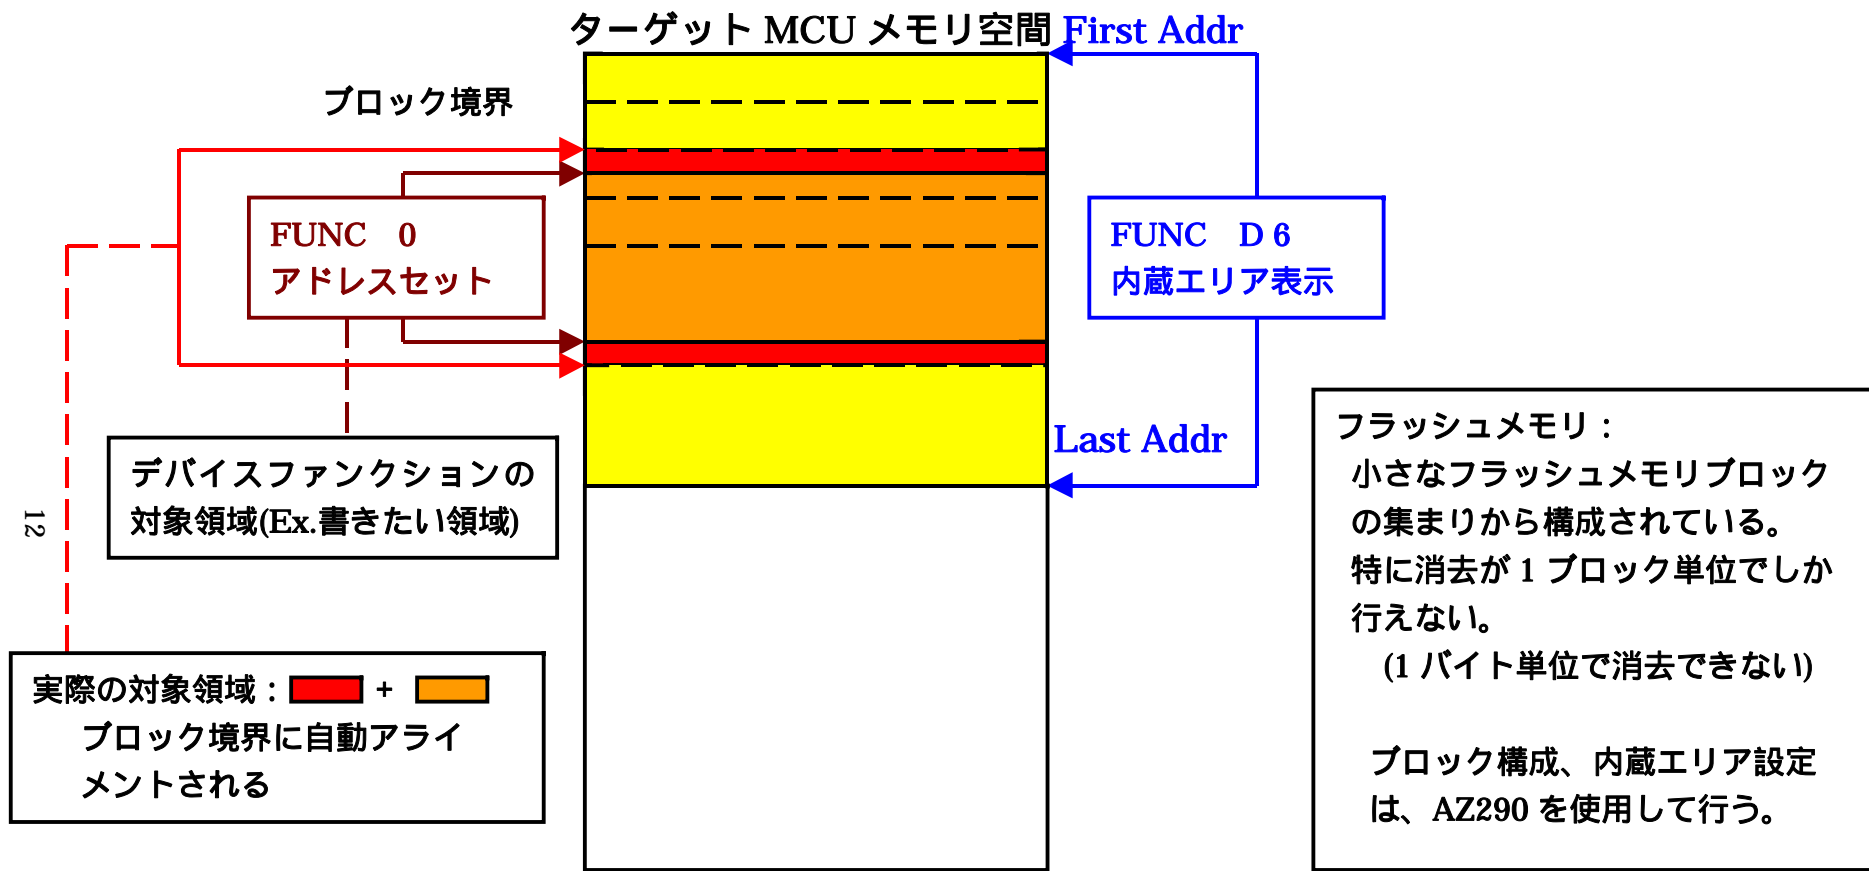 ターゲット MCU メモリ空間 First Addr
ブロック境界
FUNC 0
アドレスセット
FUNC D 6
内蔵エリア表示
Last Addr
デバイスファンクションの
対象領域(Ex.書きたい領域)
12
実際の対象領域： +
ブロック境界に自動アライ
メントされる
フラッシュメモリ：
小さなフラッシュメモリブロック
の集まりから構成されている。
特に消去が 1 ブロック単位でしか
行えない。
(1 バイト単位で消去できない)
ブロック構成、内蔵エリア設定
は、AZ290 を使用して行う。